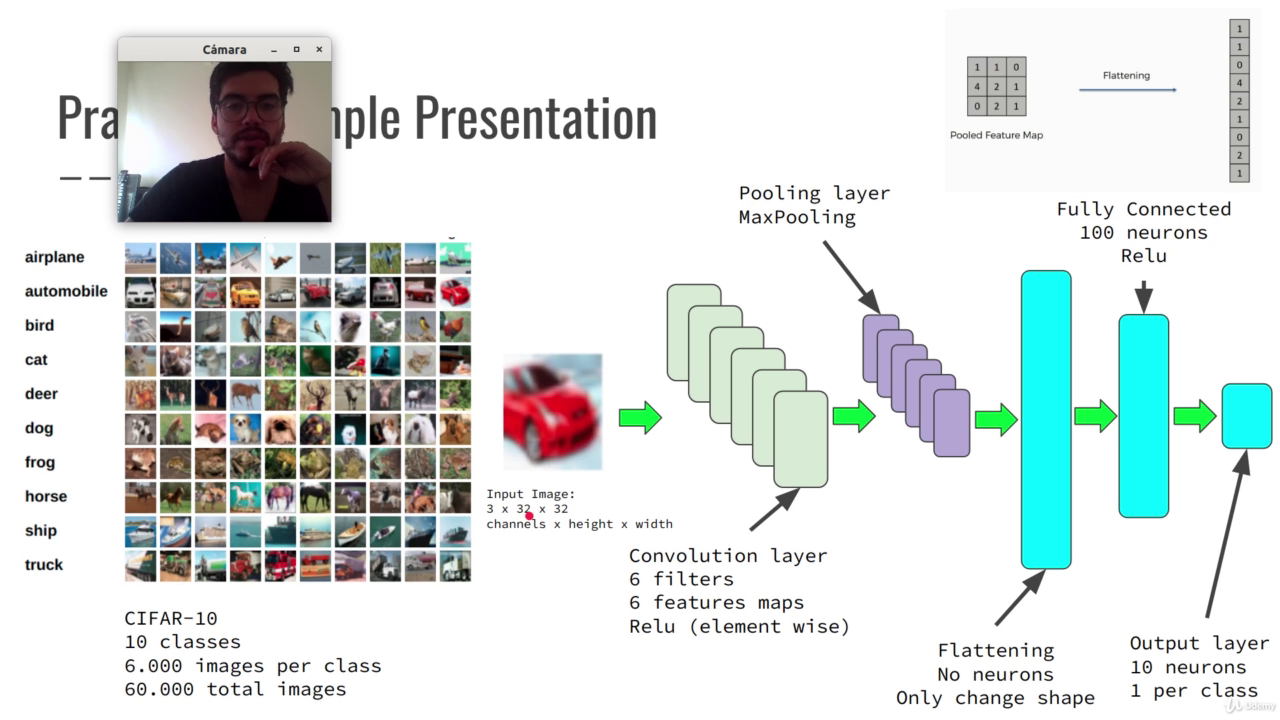 Cámara
Pra mple Presentation
1 1 0
4 2 1
0 2 1
Pooled Feature Map
Flattening
1
1
0
4
2
1
0
2
1
airplane
automobile
bird
cat
deer
dog
frog
horse
ship
truck
CIFAR-10
10 classes
6.000 images per class
60.000 total images
Input Image:
3 x 32 x 32
channels x height x width
Convolution layer
6 filters
6 features maps
Relu (element wise)
Pooling layer
MaxPooling
Flattening
No neurons
Only change shape
Fully Connected
100 neurons
Relu
Output layer
10 neurons
1 per class
Udemy